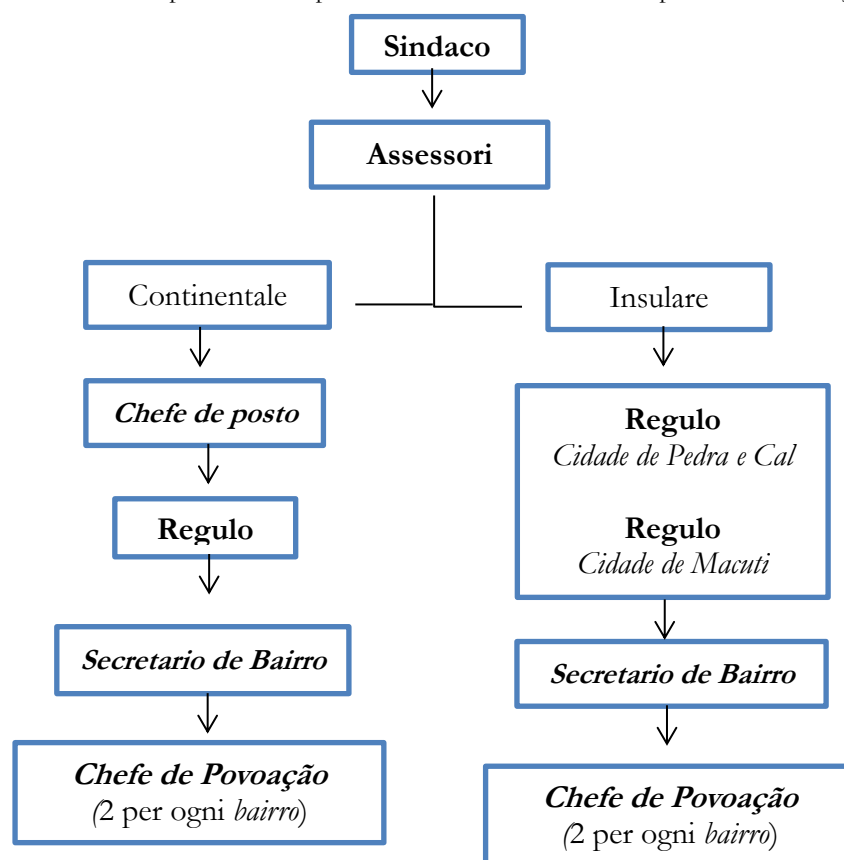 Sindaco
Assessori
Continentale
Insulare
Chefe de posto
Regulo
Cidade de Pedra e Cal
Regulo
Regulo
Cidade de Macuti
Secretario de Bairro
Secretario de Bairro
Chefe de Povoação
(2 per ogni bairro)
Chefe de Povoação
(2 per ogni bairro)